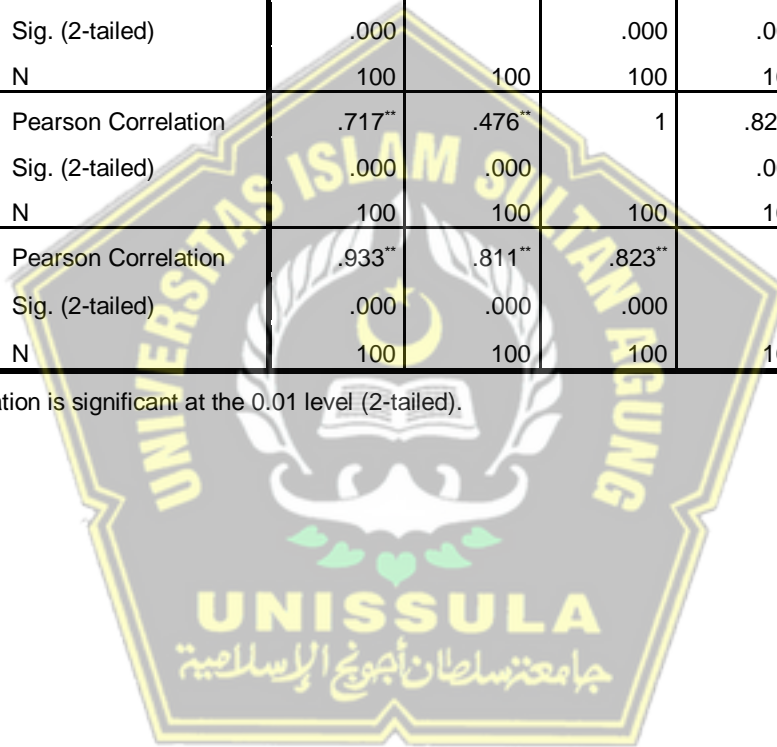 Sig. (2-tailed) .000 .000
N 100 100 100
Pearson Correlation .717** .476** 1
Sig. (2-tailed) .000 .000
N 100 100 100
Pearson Correlation .933** .811** .823**
Sig. (2-tailed) .000 .000 .000
N 100 100 100
is significant at the 0.01 level (2-tailed).
UNIVERSITAS ISLAM SULTAN AGUNG
UNISSULA
جامعة سلطان أجونج الإسلامية